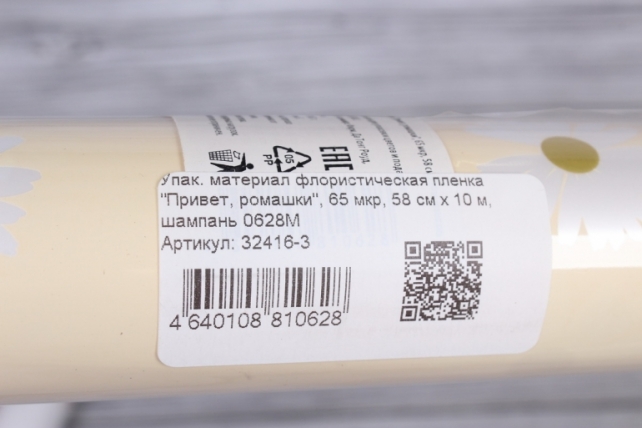 05
PP
EAC
Упак. материал флористическая пленка
"Привет, ромашки", 65 мкр, 58 см x 10 м,
шампань 0628М
Артикул: 32416-3
4 640108 810628